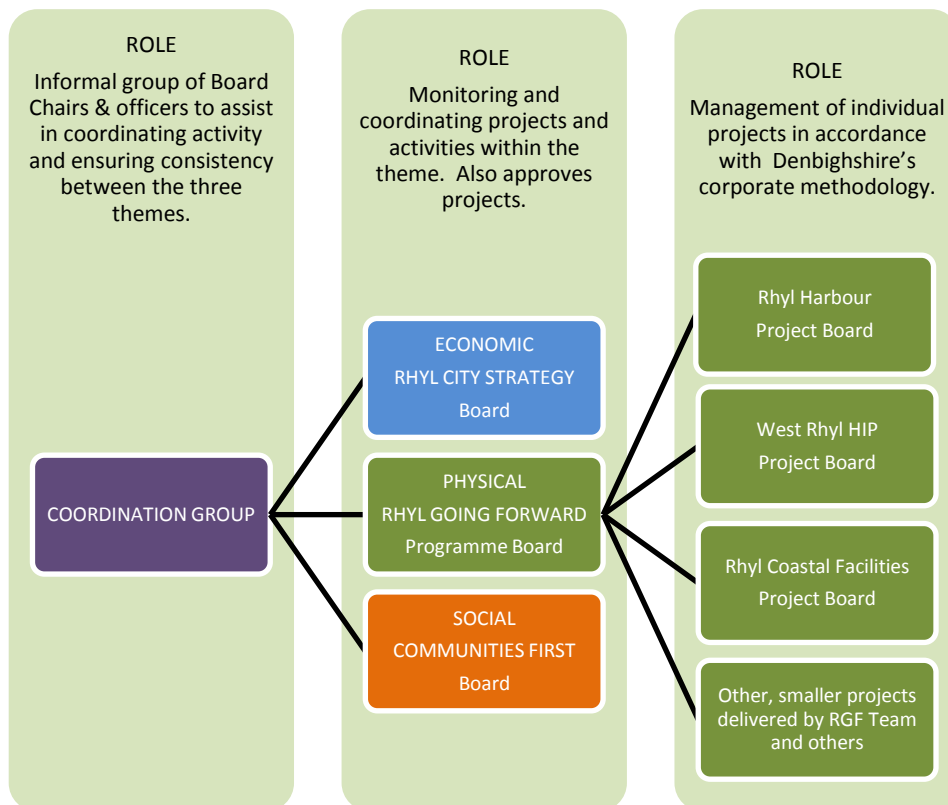 ROLE
Informal group of Board
Chairs & officers to assist
in coordinating activity
and ensuring consistency
between the three
themes.
COORDINATION GROUP
ROLE
Monitoring and
coordinating projects and
activities within the
theme. Also approves
projects.
ECONOMIC
RHYL CITY STRATEGY
Board
PHYSICAL
RHYL GOING FORWARD
Programme Board
SOCIAL
COMMUNITIES FIRST
Board
ROLE
Management of individual
projects in accordance
with Denbighshire’s
corporate methodology.
Rhyl Harbour
Project Board
West Rhyl HIP
Project Board
Rhyl Coastal Facilities
Project Board
Other, smaller projects
delivered by RGF Team
and others